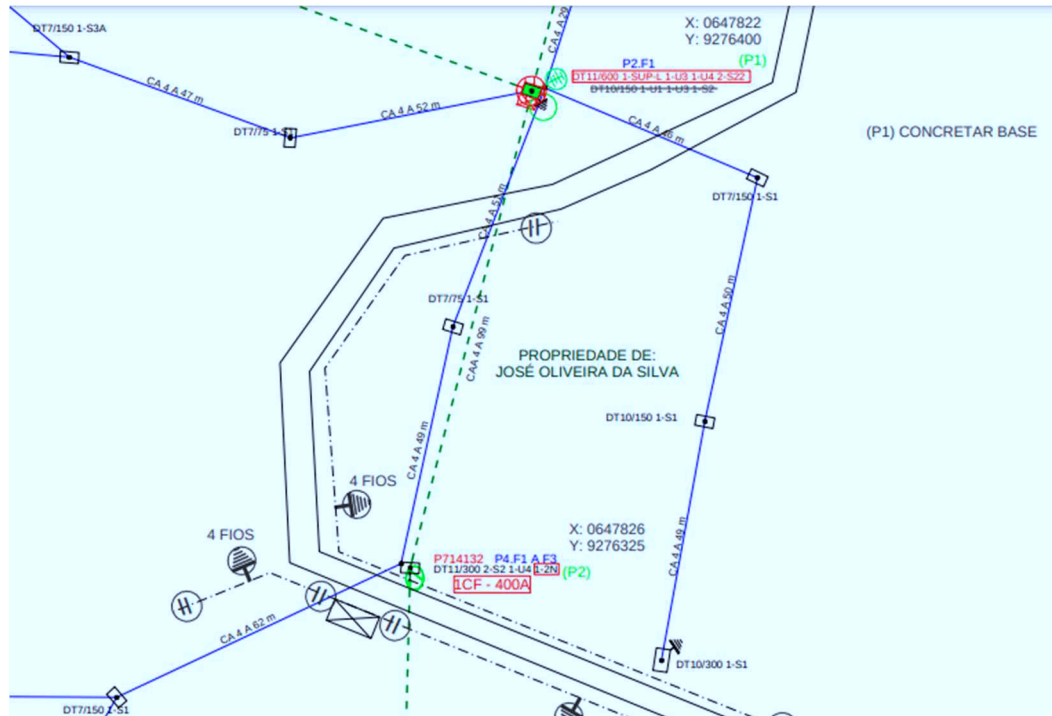 CA 4 A 29
DT7/150 1-S3A
X: 0647822
Y: 9276400
P2.F1
(P1)
DT11/600 1-SUP-L 1-U3 1-U4 2-S22
DT10/150 1-U1 1-U3 1-S2
CA 4 A 47 m
CA 4 A 52 m
DT7/75 1-S1
CA 4 A 46 m
(P1) CONCRETAR BASE
DT7/150 1-S1
CA 4 A 51 m
DT7/75 1-S1
CA 4 A 50 m
CAA 4 A 99 m
PROPRIEDADE DE:
JOSÉ OLIVEIRA DA SILVA
DT10/150 1-S1
CA 4 A 49 m
4 FIOS
4 FIOS
X: 0647826
Y: 9276325
P714132
P4.F1 A F3
DT11/300 2-S2 1-U4 1-2N
(P2)
1CF - 400A
CA 4 A 49 m
CA 4 A 62 m
DT10/300 1-S1
DT7/150 1-S1